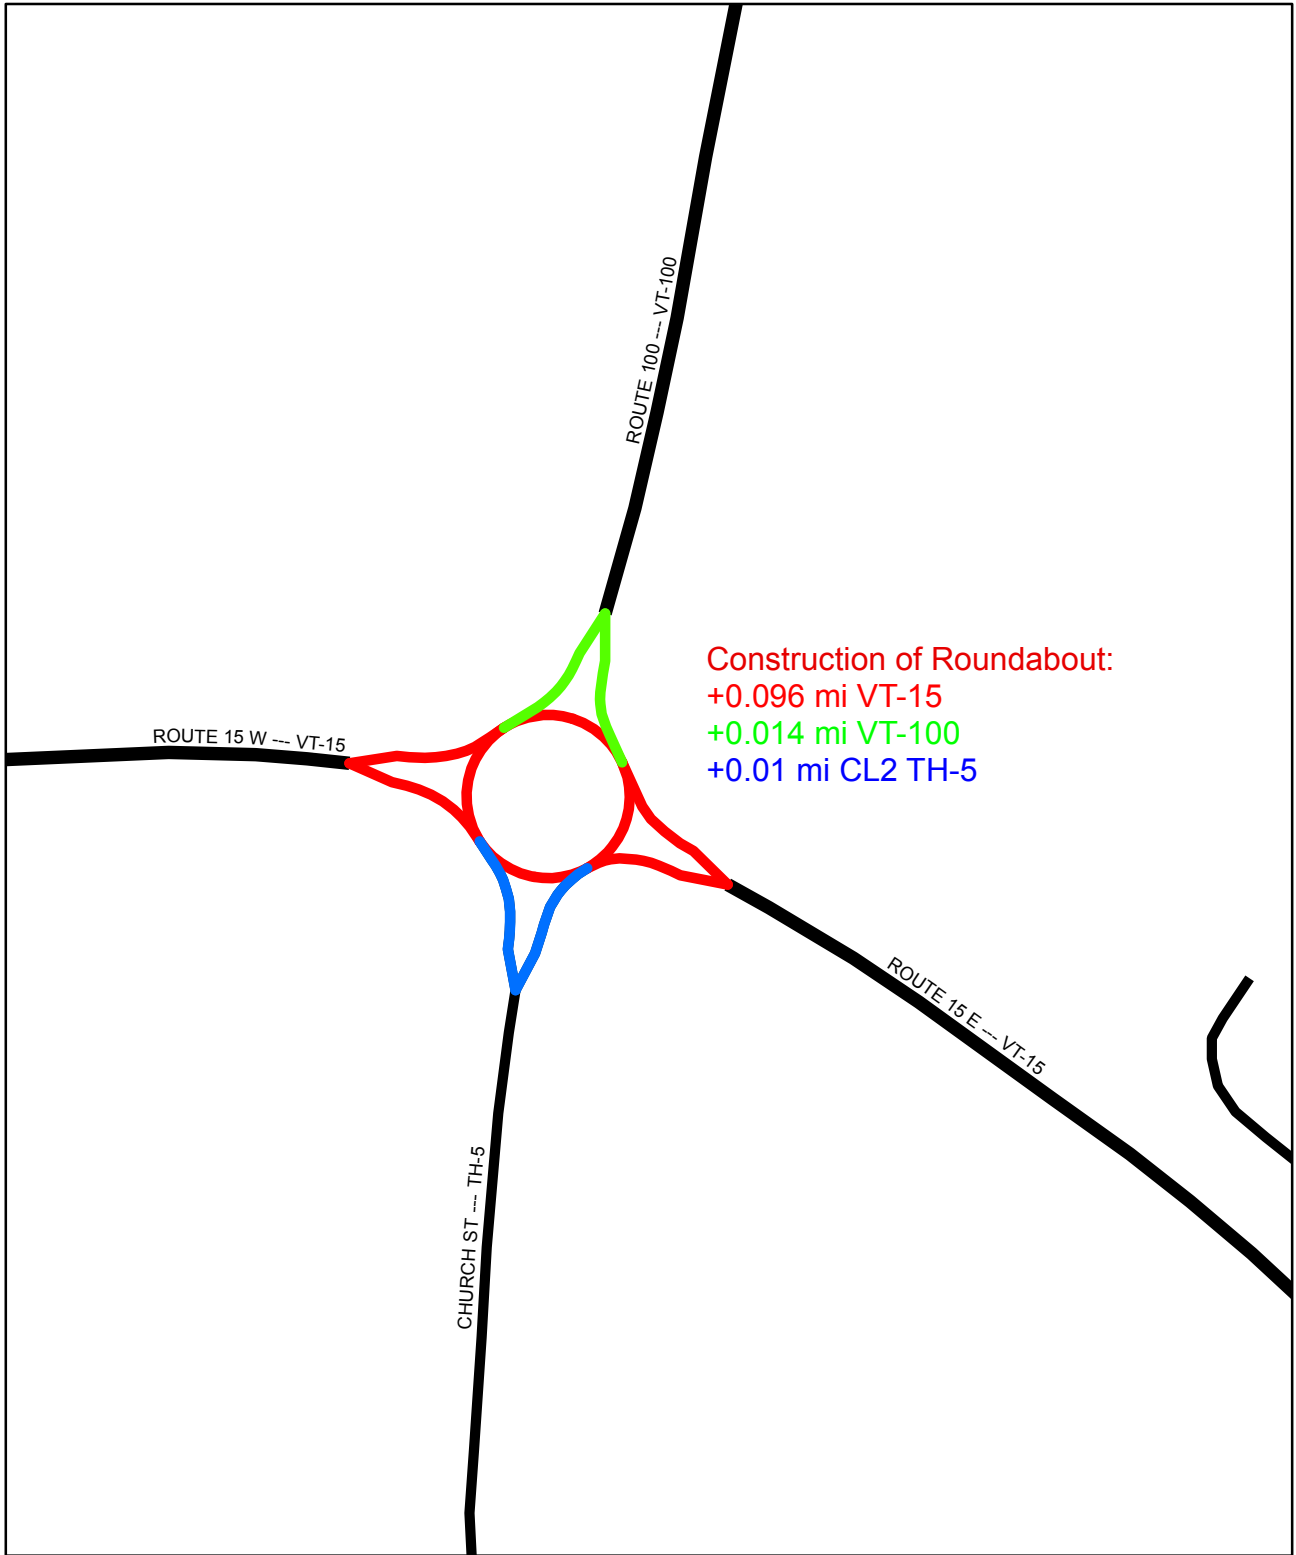 ROUTE 100 --- VT-100
Construction of Roundabout:
+0.096 mi VT-15
+0.014 mi VT-100
+0.01 mi CL2 TH-5
ROUTE 15 W --- VT-15
ROUTE 15 E --- VT-15
CHURCH ST --- TH-5